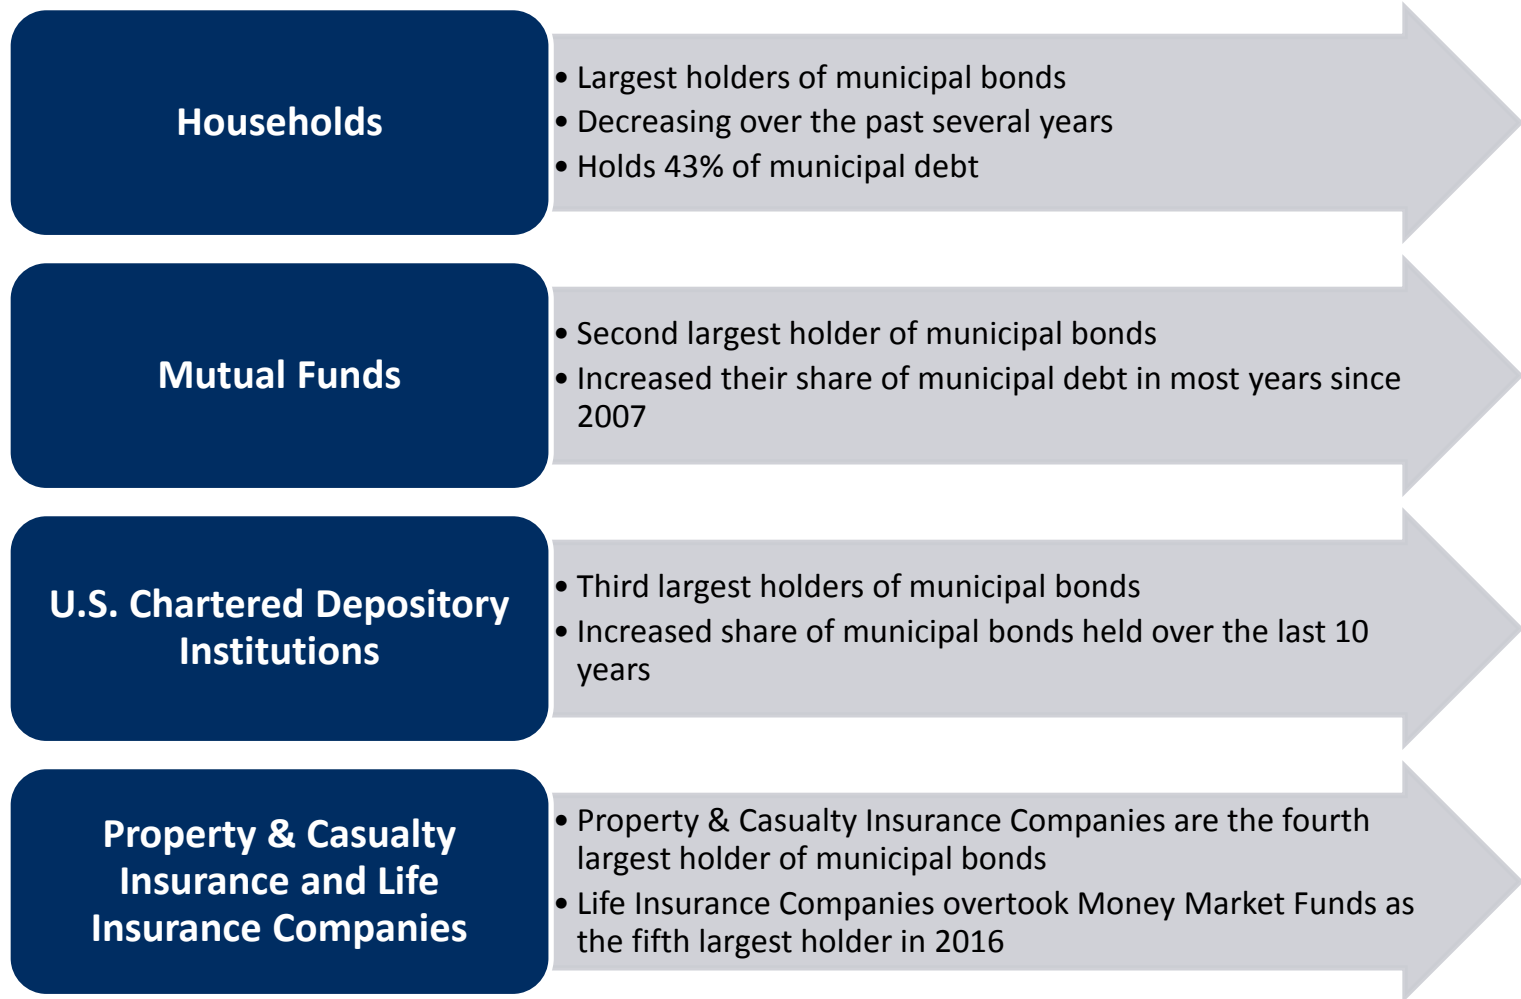 Households
• Largest holders of municipal bonds
• Decreasing over the past several years
• Holds 43% of municipal debt
Mutual Funds
• Second largest holder of municipal bonds
• Increased their share of municipal debt in most years since
2007
U.S. Chartered Depository
Institutions
• Third largest holders of municipal bonds
• Increased share of municipal bonds held over the last 10
years
Property & Casualty
Insurance and Life
Insurance Companies
• Property & Casualty Insurance Companies are the fourth
largest holder of municipal bonds
• Life Insurance Companies overtook Money Market Funds as
the fifth largest holder in 2016